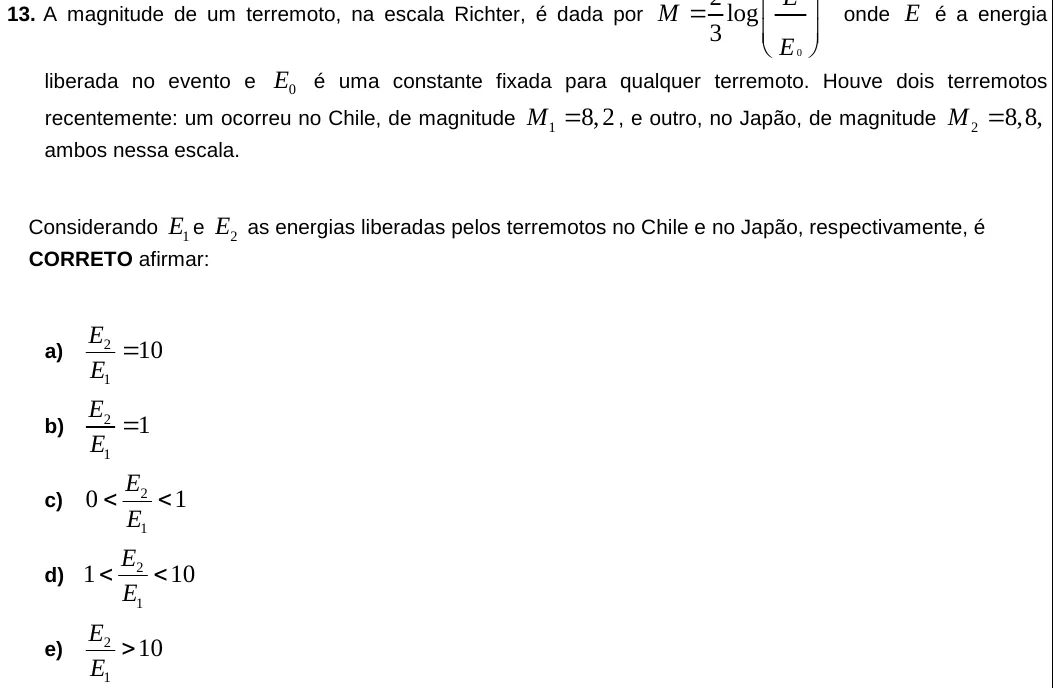 13. A magnitude de um terremoto, na escala Richter, é dada por M = 2/3 log(E/E₀) onde E é a energia
liberada no evento e E₀ é uma constante fixada para qualquer terremoto. Houve dois terremotos
recentemente: um ocorreu no Chile, de magnitude M₁ =8,2, e outro, no Japão, de magnitude M₂ =8,8,
ambos nessa escala.
Considerando E₁ e E₂ as energias liberadas pelos terremotos no Chile e no Japão, respectivamente, é
CORRETO afirmar:
a) E₂/E₁ =10
b) E₂/E₁ =1
c) 0 < E₂/E₁ < 1
d) 1 < E₂/E₁ < 10
e) E₂/E₁ > 10